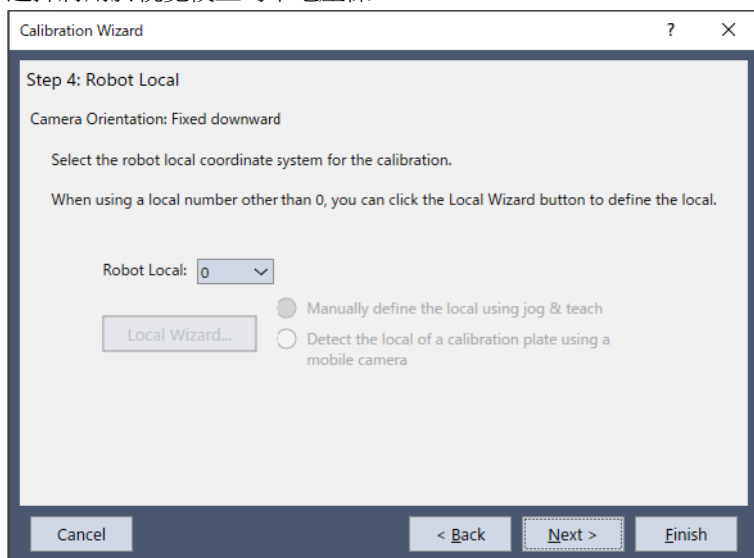 Calibration Wizard
Step 4: Robot Local
Camera Orientation: Fixed downward
Select the robot local coordinate system for the calibration.
When using a local number other than 0, you can click the Local Wizard button to define the local.
Robot Local: 0
Manually define the local using jog & teach
Local Wizard...
Detect the local of a calibration plate using a
mobile camera
Cancel
< Back
Next >
Finish